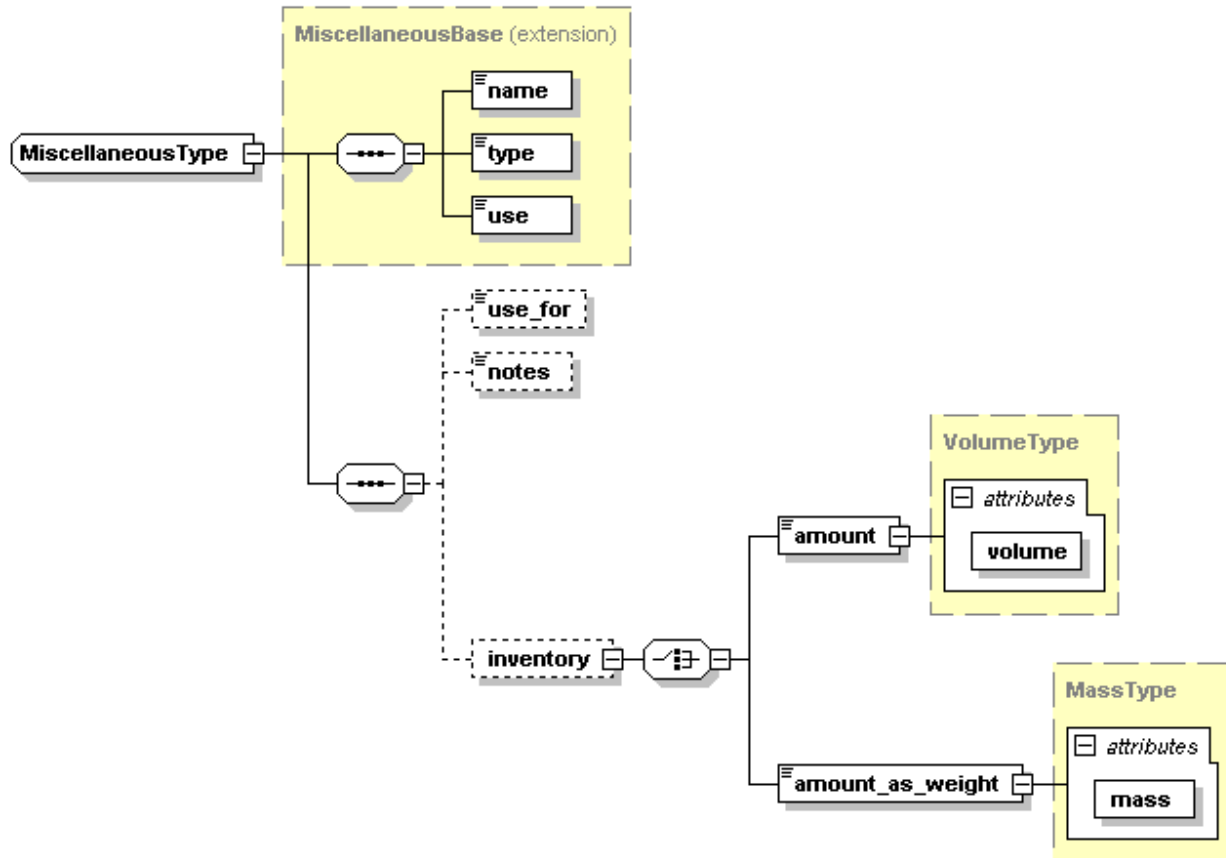 MiscellaneousBase (extension)
name
MiscellaneousType
type
use
use_for
notes
VolumeType
attributes
amount
volume
inventory
MassType
attributes
amount_as_weight
mass